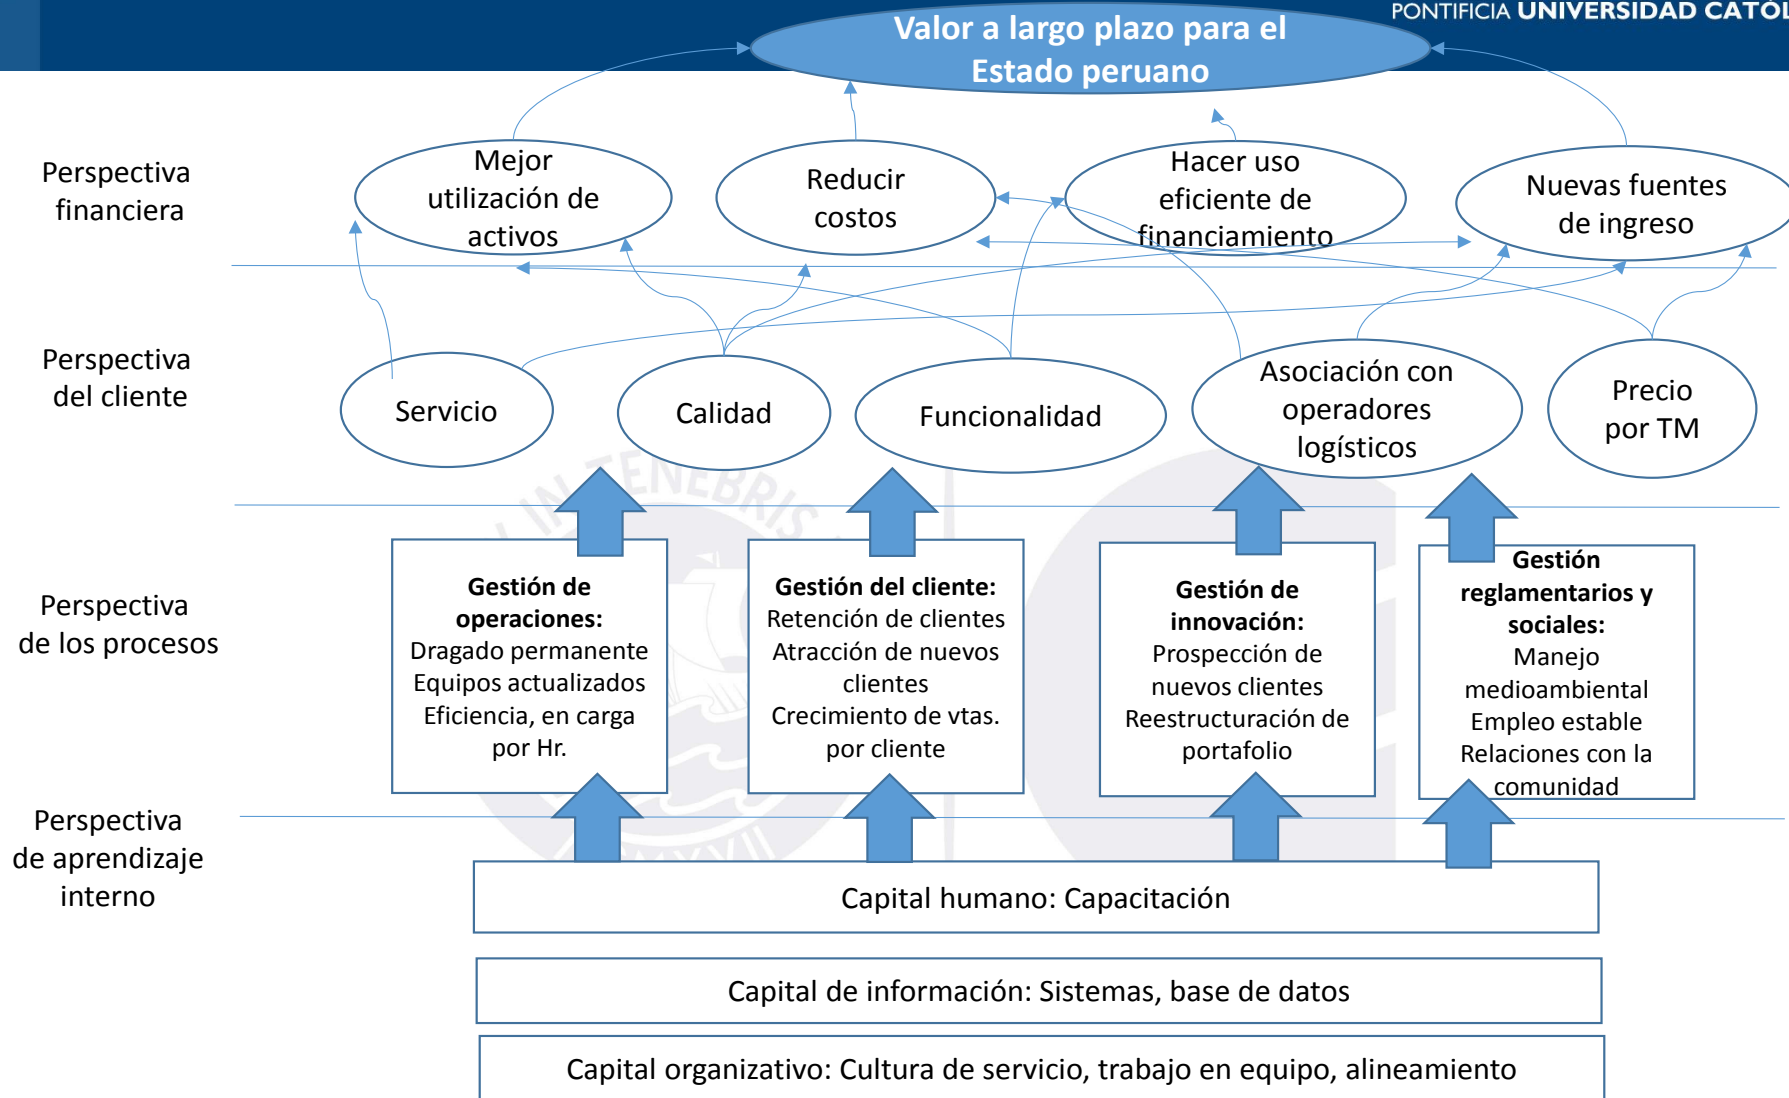 PONTIFICIA UNIVERSIDAD CATÓL
Valor a largo plazo para el
Estado peruano
Perspectiva
financiera
Mejor
utilización de
activos
Reducir
costos
Hacer uso
eficiente de
financiamiento
Nuevas fuentes
de ingreso
Perspectiva
del cliente
Servicio
Calidad
Funcionalidad
Asociación con
operadores
logísticos
Precio
por TM
IN TENEBRIS
Perspectiva
de los procesos
Gestión de
operaciones:
Dragado permanente
Equipos actualizados
Eficiencia, en carga
por Hr.
Gestión del cliente:
Retención de clientes
Atracción de nuevos
clientes
Crecimiento de vtas.
por cliente
Gestión de
innovación:
Prospección de
nuevos clientes
Reestructuración de
portafolio
Gestión
reglamentarios y
sociales:
Manejo
medioambiental
Empleo estable
Relaciones con la
comunidad
Perspectiva
de aprendizaje
interno
Capital humano: Capacitación
Capital de información: Sistemas, base de datos
Capital organizativo: Cultura de servicio, trabajo en equipo, alineamiento